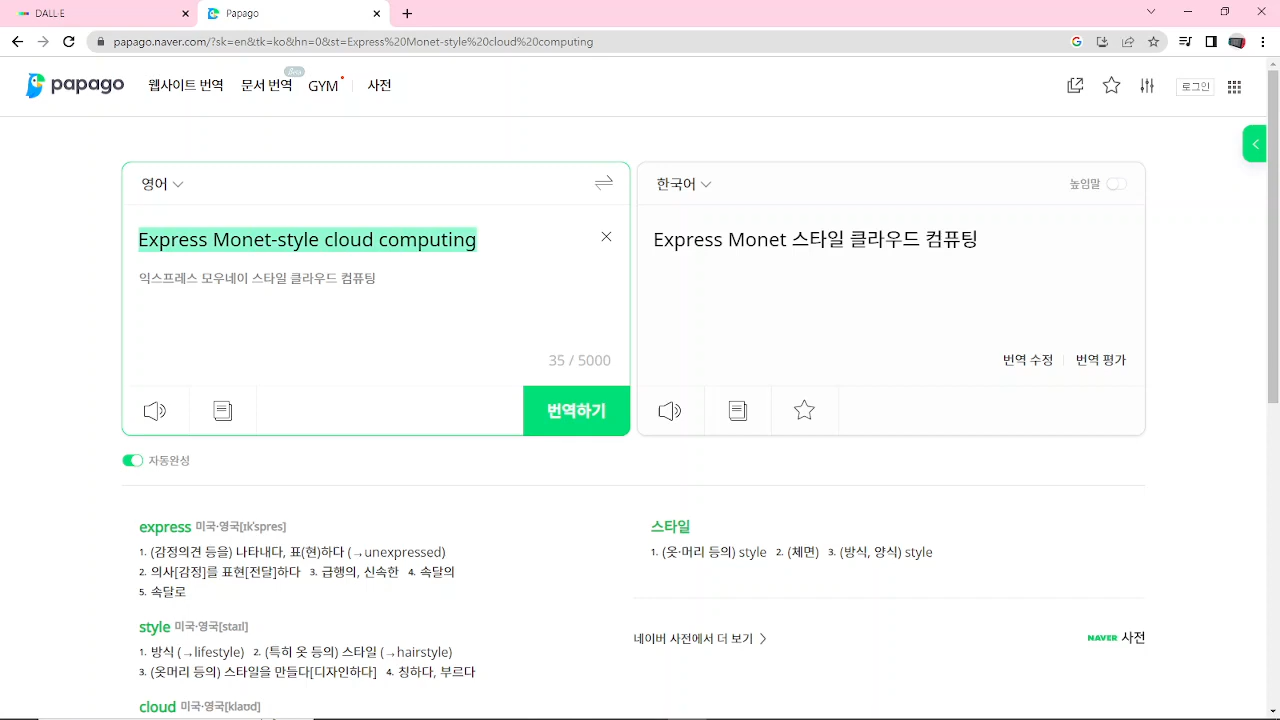 DALL·E
Papago
papago.naver.com/?sk=en&tk=ko&hn=0&st=Express%20Monet-style%20cloud%20computing
papago 웹사이트 번역 문서 번역 Beta GYM 사전
로그인
영어
Express Monet-style cloud computing
익스프레스 모우네이 스타일 클라우드 컴퓨팅
35 / 5000
번역하기
한국어
높임말
Express Monet 스타일 클라우드 컴퓨팅
번역 수정 번역 평가
자동완성
express 미국·영국[ɪkˈspres]
1. (감정의견 등을) 나타내다, 표(현)하다 (→unexpressed)
2. 의사[감정]를 표현[전달]하다 3. 급행의, 신속한 4. 속달의
5. 속달로
style 미국·영국[staɪl]
1. 방식 (→lifestyle) 2. (특히 옷 등의) 스타일 (→hairstyle)
3. (옷머리 등의) 스타일을 만들다[디자인하다] 4. 칭하다, 부르다
cloud 미국·영국[klaʊd]
스타일
1. (옷·머리 등의) style 2. (체면) 3. (방식, 양식) style
네이버 사전에서 더 보기
NAVER 사전